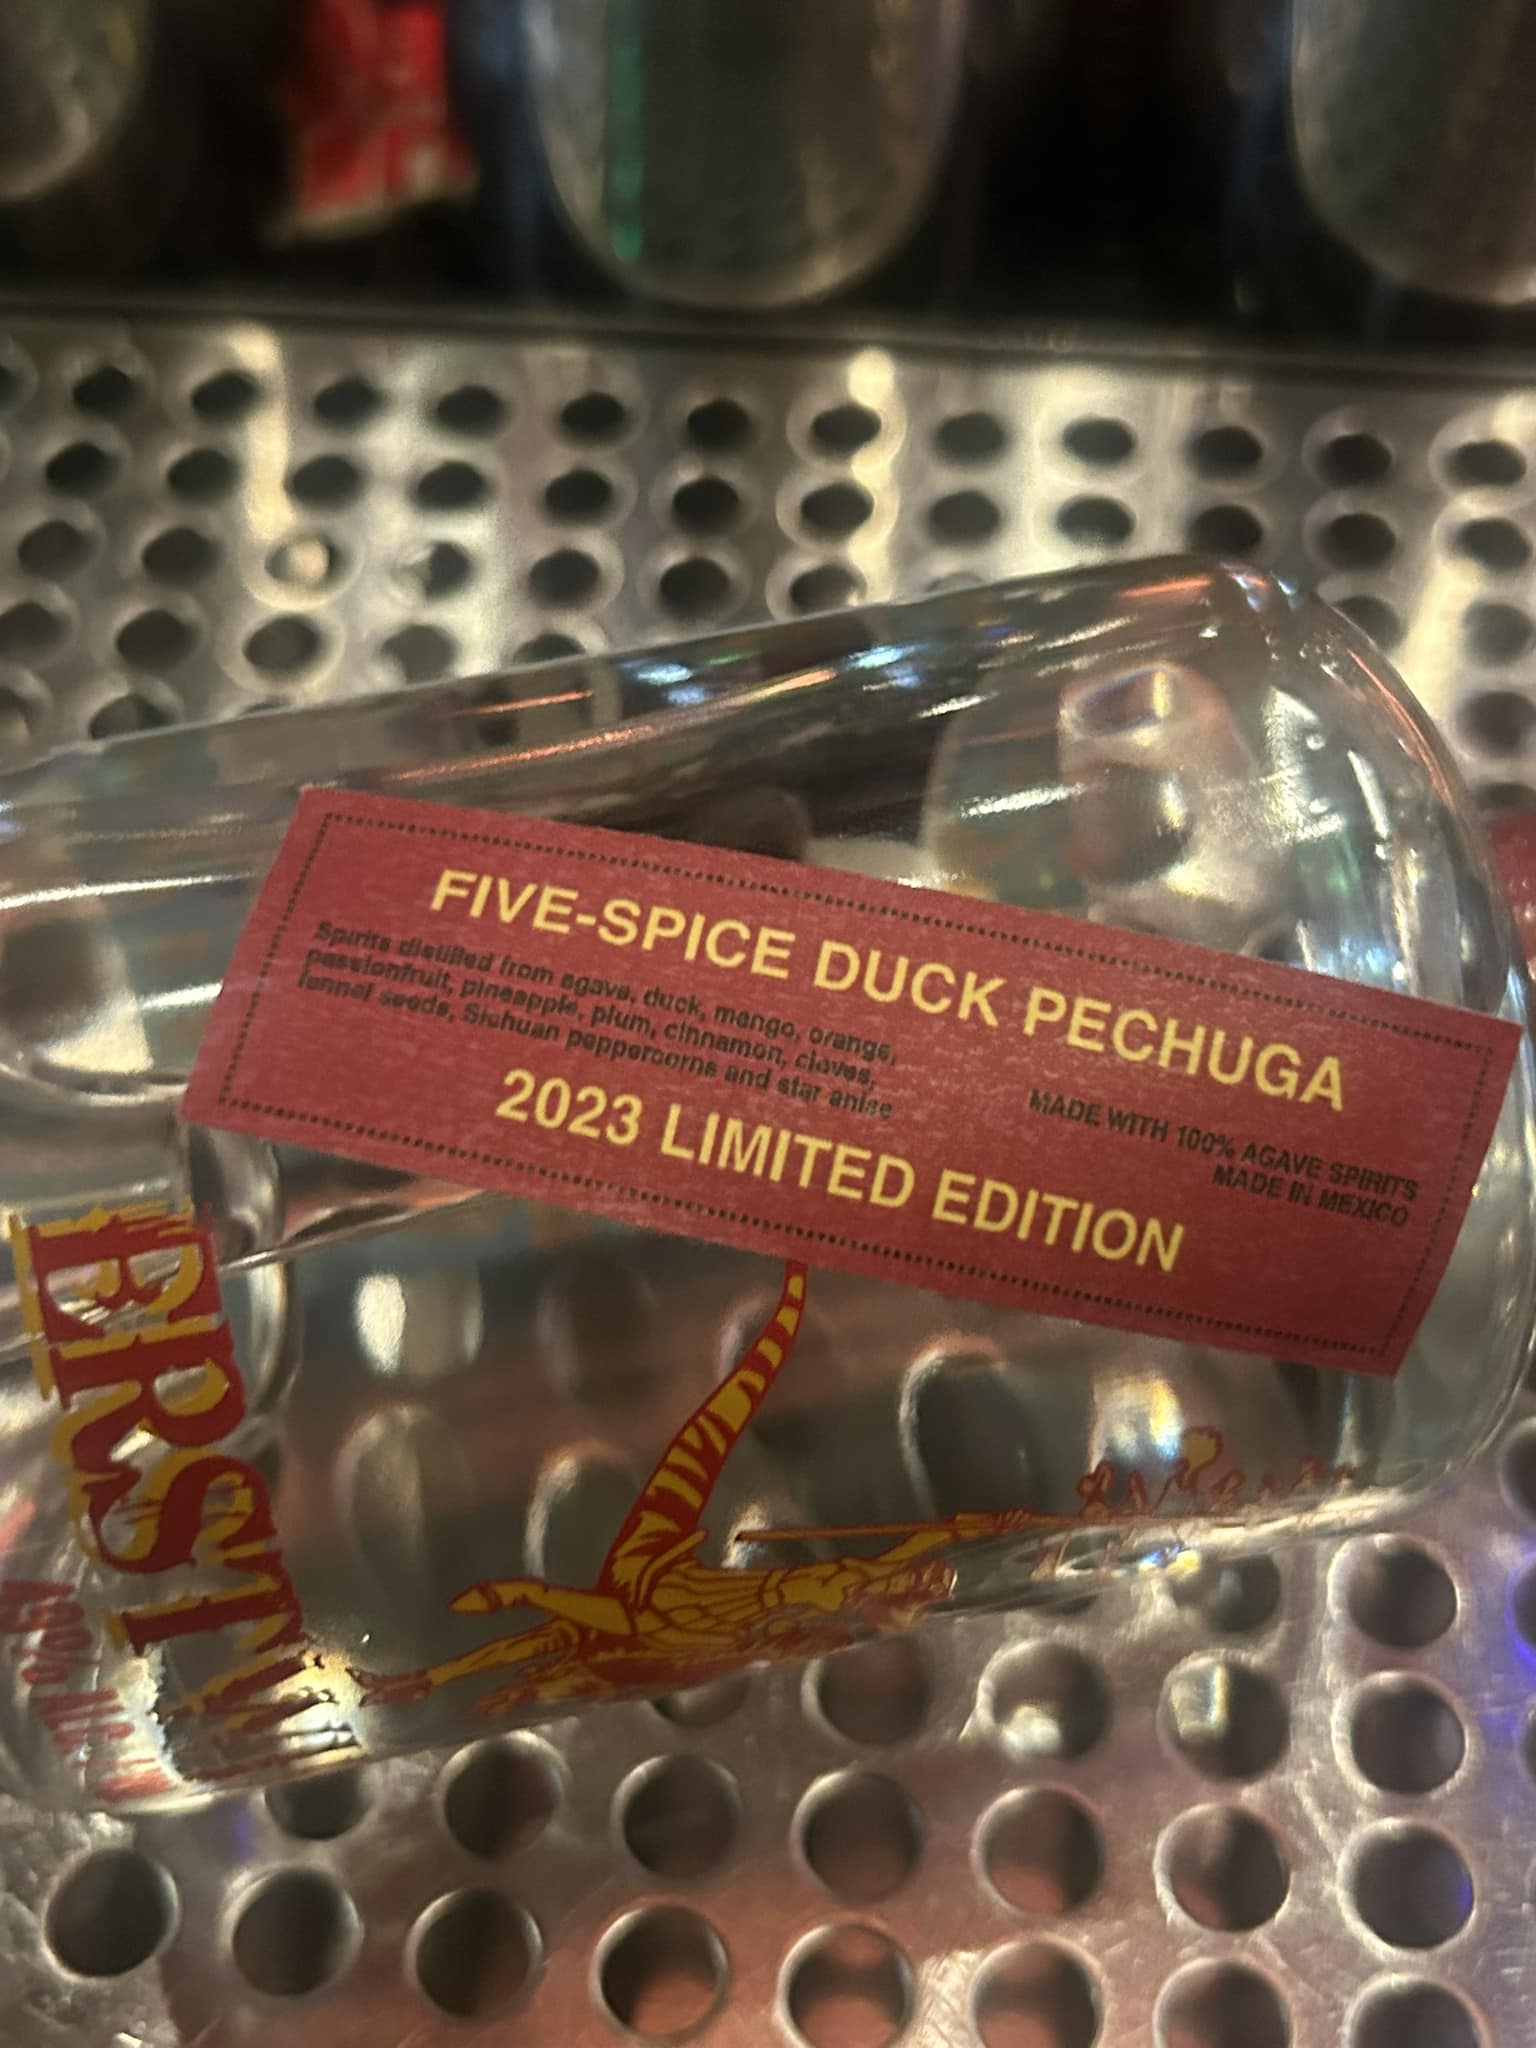 FIVE-SPICE DUCK PECHUGA
Spirits distilled from agave, duck, mango, orange,
passionfruit, pineapple, plum, cinnamon, cloves,
fennel seeds, Sichuan peppercorns and star anise
MADE WITH 100% AGAVE SPIRITS
MADE IN MEXICO
2023 LIMITED EDITION
ERST